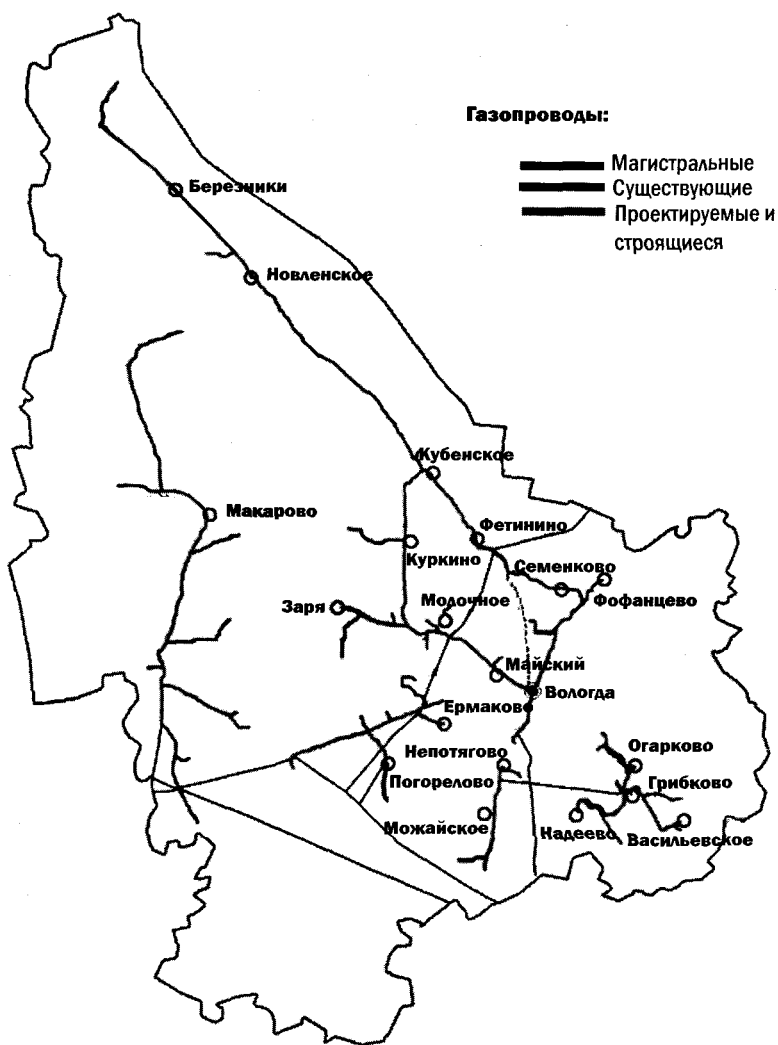 Газопроводы:
Магистральные
Существующие
Проектируемые и
строящиеся
Березники
Новленское
Кубенское
Макарово
Фетинино
Куркино
Семенково
Заря
Молочное
Фофанцево
Майский
Вологда
Ермаково
Непотягово
Огарково
Погорелово
Грибково
Можайское
Надеево
Васильевское